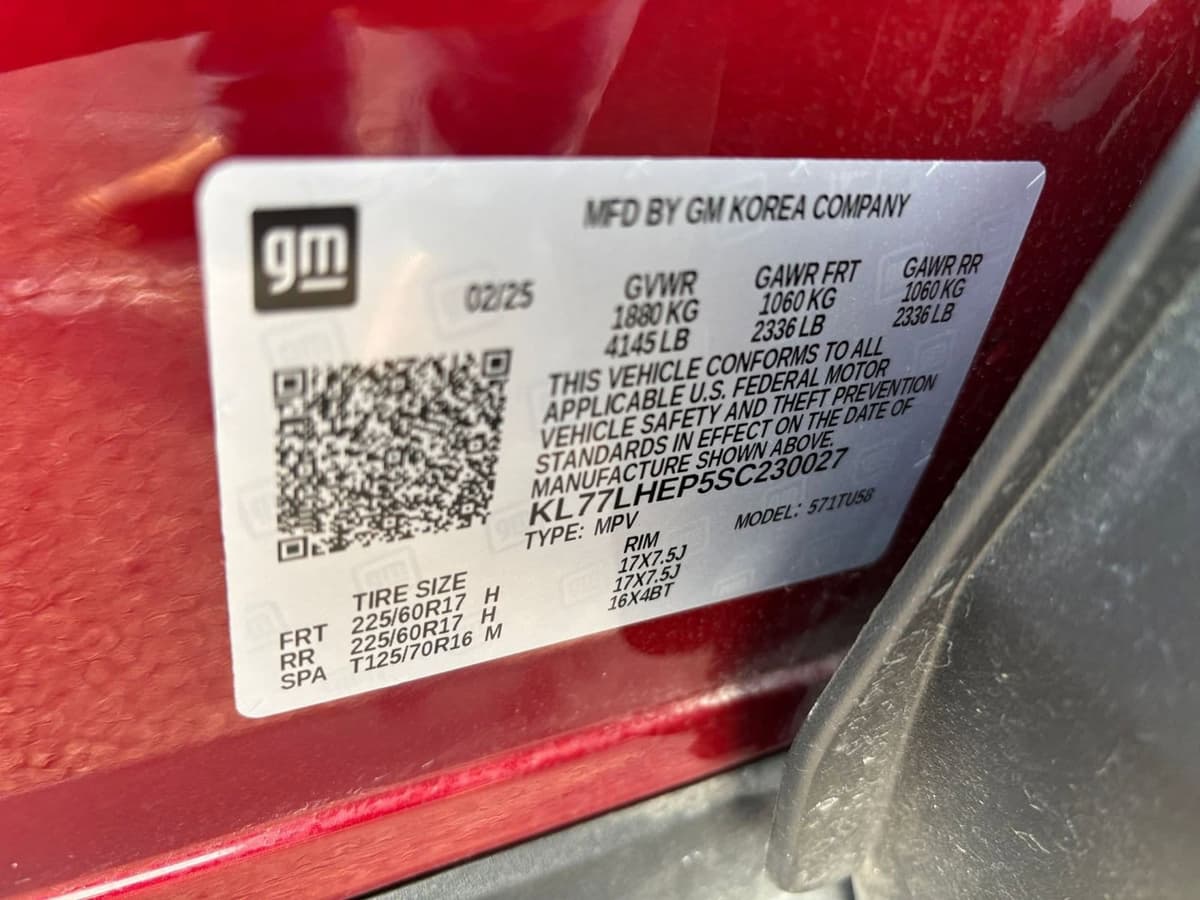 gm
MFD BY GM KOREA COMPANY
02/25
GVWR
1880 KG
4145 LB
GAWR FRT
1060 KG
2336 LB
GAWR RR
1060 KG
2336 LB
THIS VEHICLE CONFORMS TO ALL
APPLICABLE U.S. FEDERAL MOTOR
VEHICLE SAFETY AND THEFT PREVENTION
STANDARDS IN EFFECT ON THE DATE OF
MANUFACTURE SHOWN ABOVE.
KL77LHEP5SC230027
TYPE: MPV MODEL: 571TU58
TIRE SIZE RIM
FRT 225/60R17 H 17X7.5J
RR 225/60R17 H 17X7.5J
SPA T125/70R16 M 16X4BT